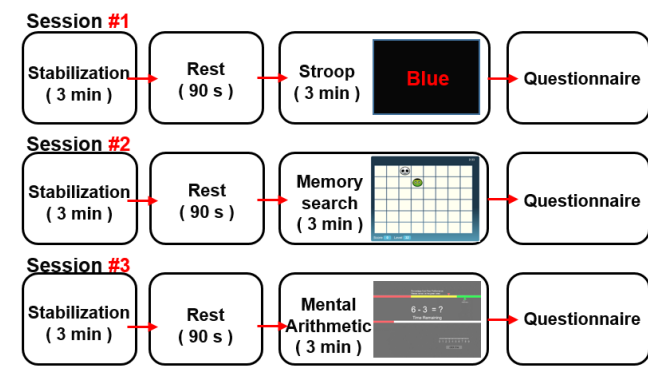 Session #1
Stabilization
( 3 min )
Rest
( 90 s )
Stroop
( 3 min )
Blue
Questionnaire
Session #2
Stabilization
( 3 min )
Rest
( 90 s )
Memory
search
( 3 min )
Questionnaire
Session #3
Stabilization
( 3 min )
Rest
( 90 s )
Mental
Arithmetic
( 3 min )
6 - 3 = ?
Time Remaining
Questionnaire